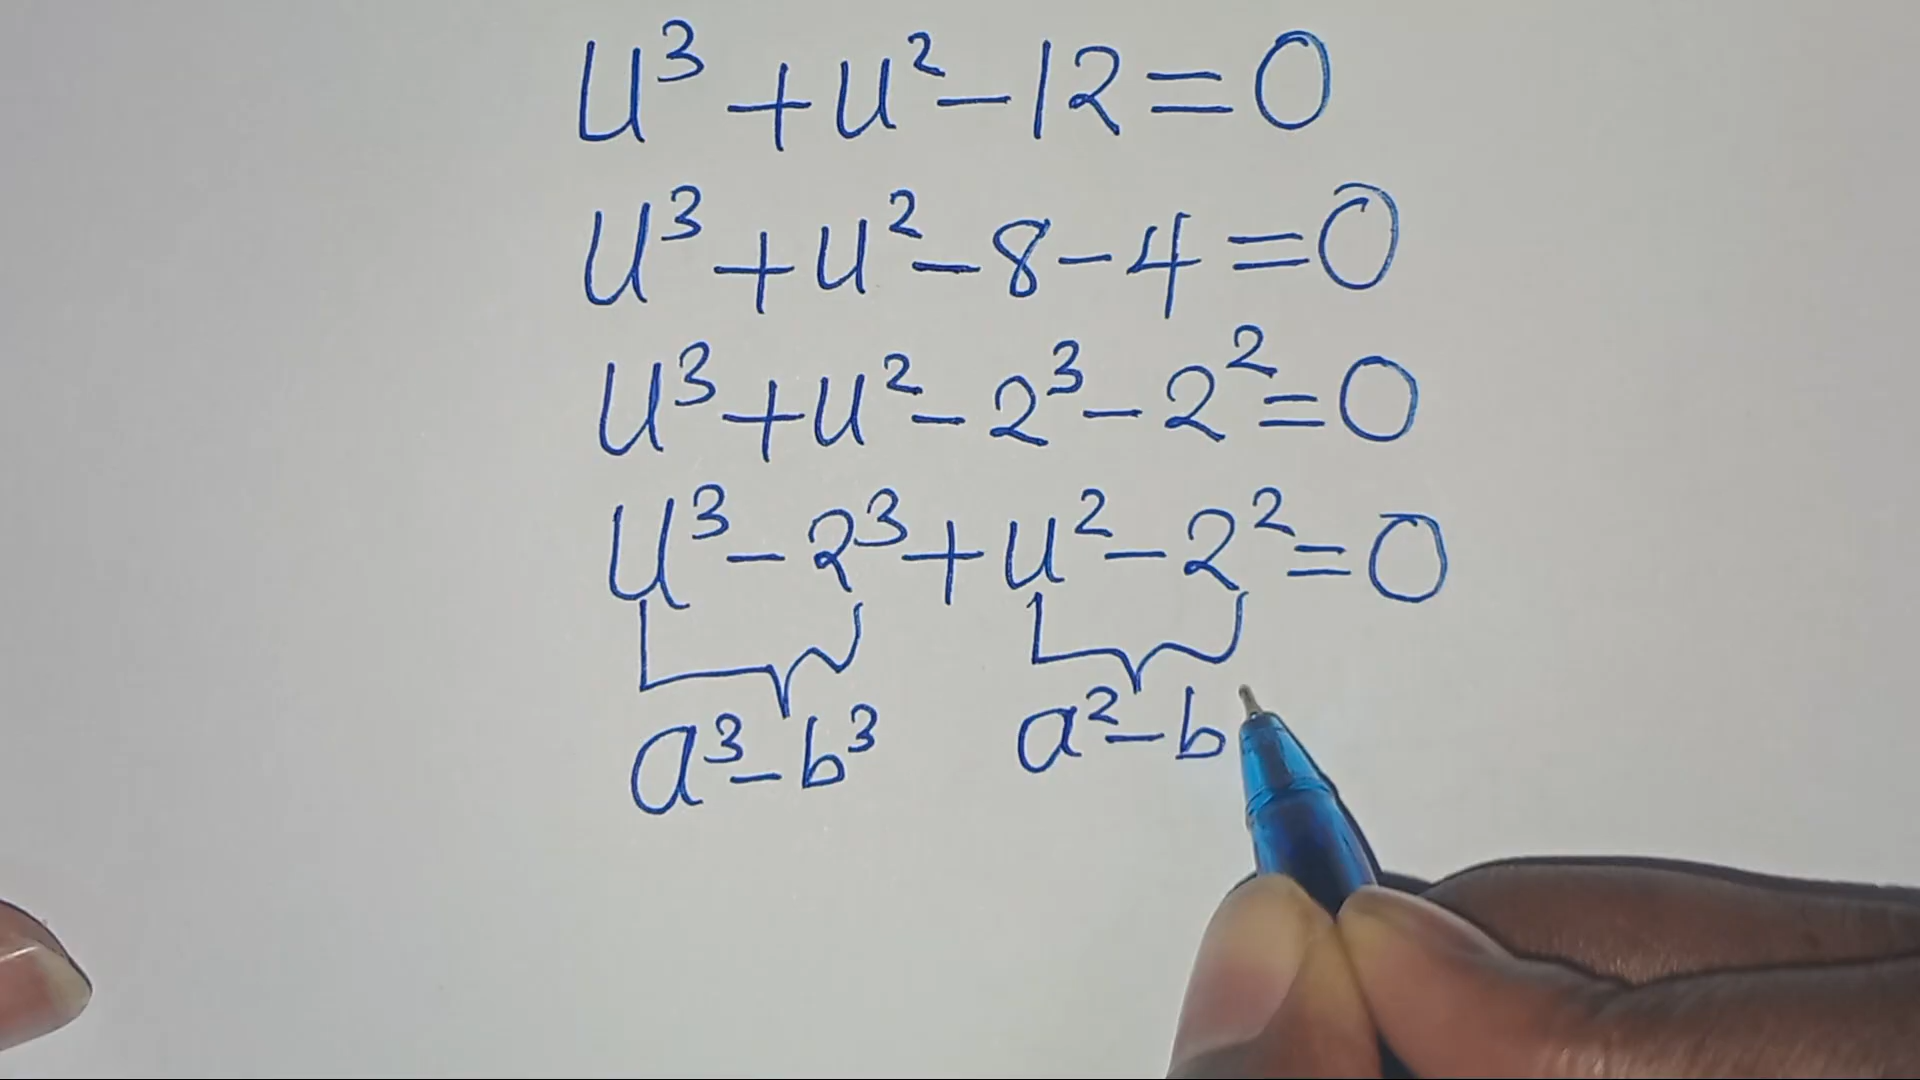 U³ + U² - 12 = 0
U³ + U² - 8 - 4 = 0
U³ + U² - 2³ - 2² = 0
U³ - 2³ + U² - 2² = 0
a³ - b³  a² - b